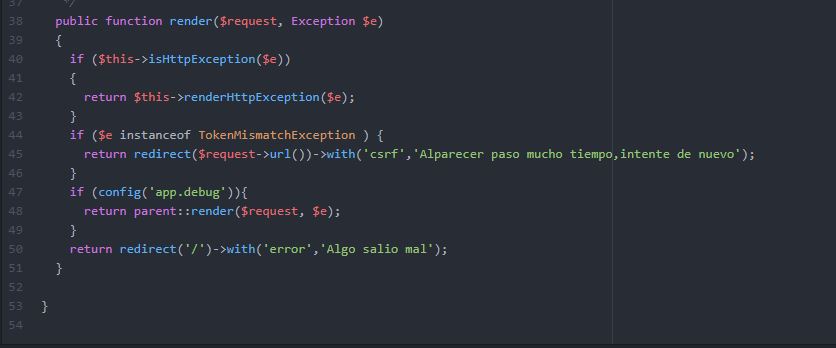 37      */
38    public function render($request, Exception $e)
39    {
40      if ($this->isHttpException($e))
41      {
42        return $this->renderHttpException($e);
43      }
44      if ($e instanceof TokenMismatchException ) {
45        return redirect($request->url())->with('csrf','Alparecer paso mucho tiempo,intente de nuevo');
46      }
47      if (config('app.debug')){
48        return parent::render($request, $e);
49      }
50      return redirect('/')->with('error','Algo salio mal');
51    }
52
53  }
54